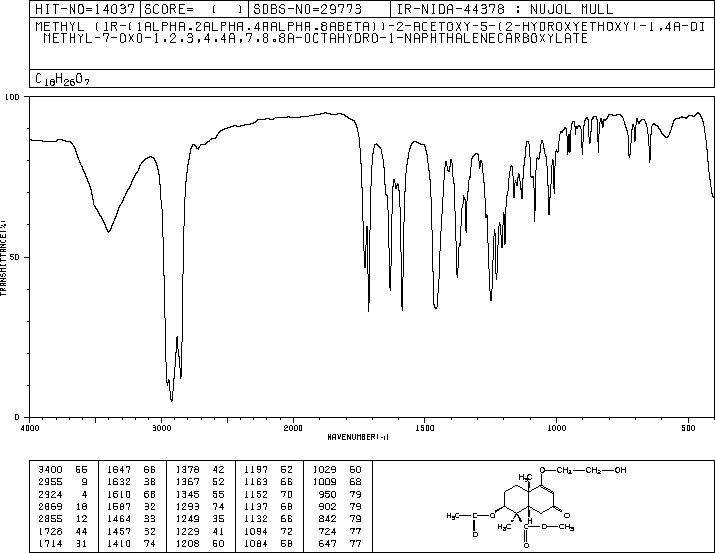 HIT-NO=14037 SCORE= ( ) SDBS-NO=29773 IR-NIDA-44378 : NUJOL MULL
METHYL (1R-(1ALPHA.2ALPHA.4AALPHA.8ABETA))-2-ACETOXY-5-(2-HYDROXYETHOXY)-1,4A-DI
METHYL-7-OXO-1,2,3,4,4A,7,8,8A-OCTAHYDRO-1-NAPHTHALENECARBOXYLATE
C18H26O7
100
50
0
TRANSMITTANCE(%)
4000 3000 2000 1500 1000 500
WAVENUMBER(-1)
3400 55 1647 66 1378 42 1197 52 1029 60
2955 9 1632 38 1367 52 1163 66 1009 68
2924 4 1610 68 1345 55 1152 70 950 79
2869 18 1587 32 1293 74 1137 68 902 79
2855 12 1464 33 1249 35 1132 66 842 79
1728 44 1457 32 1229 41 1094 72 724 77
1714 31 1410 74 1208 50 1084 58 647 77
O—CH2—CH2—OH
H3C
H3C C O
O
H3C
H
O
C—O—CH3
O